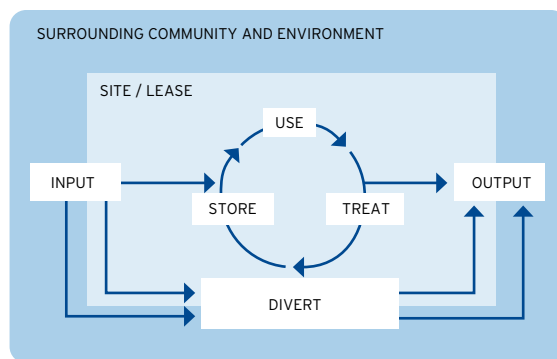 SURROUNDING COMMUNITY AND ENVIRONMENT
SITE / LEASE
USE
INPUT
OUTPUT
STORE
TREAT
DIVERT